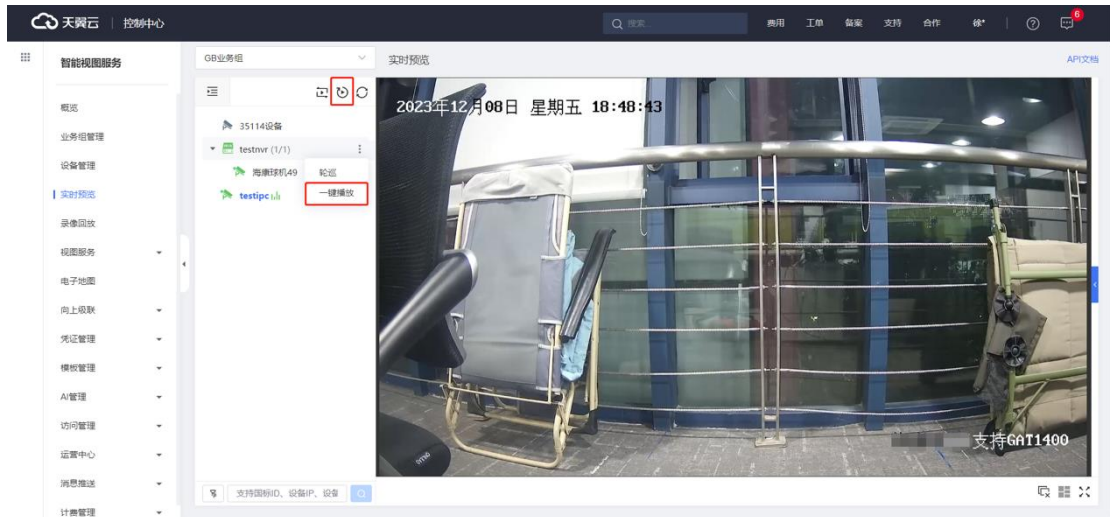 天翼云 控制中心 搜索 费用 工单 备案 支持 合作 徐* 6
智能视图服务
概览
业务组管理
设备管理
实时预览
录像回放
视图服务
电子地图
向上级联
凭证管理
模板管理
AI管理
访问管理
运营中心
消息推送
计费管理
GB业务组
35114设备
testnvr (1/1)
海康球机49
testipc
轮巡
一键播放
支持国标ID、设备IP、设备
实时预览 API文档
2023年12月08日 星期五 18:48:43
支持GAT1400